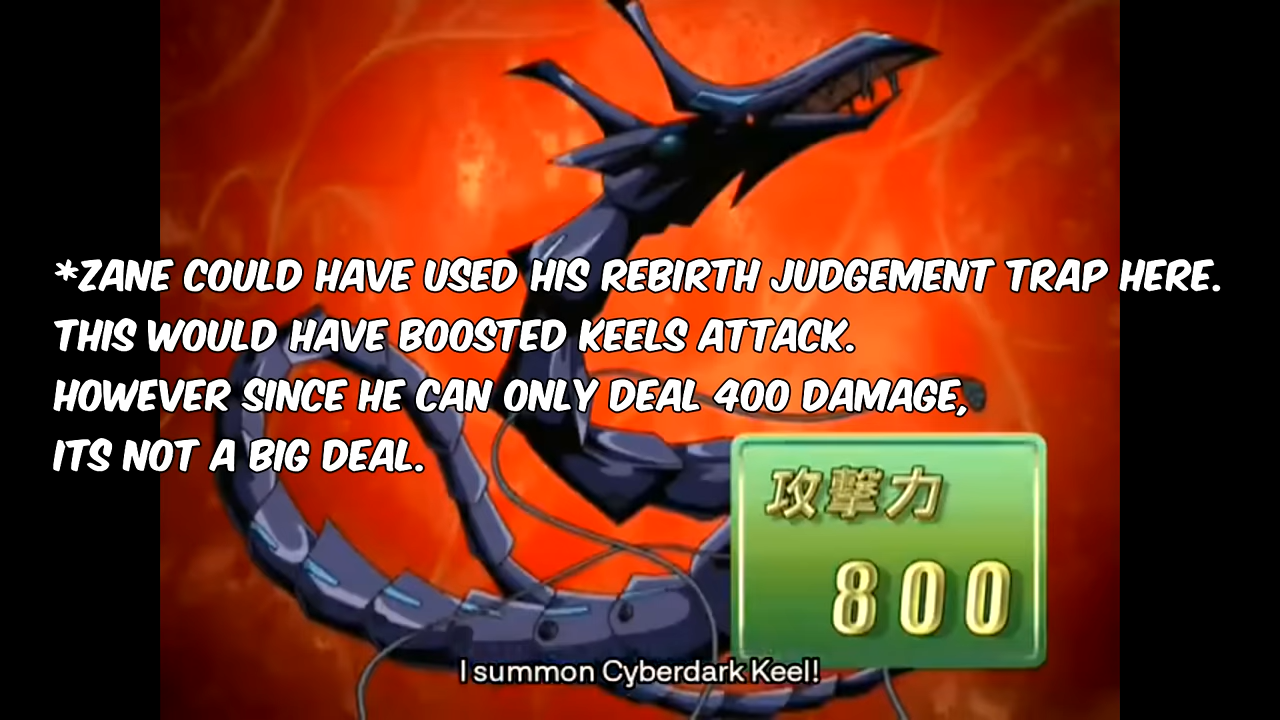 *ZANE COULD HAVE USED HIS REBIRTH JUDGEMENT TRAP HERE.
THIS WOULD HAVE BOOSTED KEELS ATTACK.
HOWEVER SINCE HE CAN ONLY DEAL 400 DAMAGE,
ITS NOT A BIG DEAL.
攻撃力
800
I summon Cyberdark Keel!